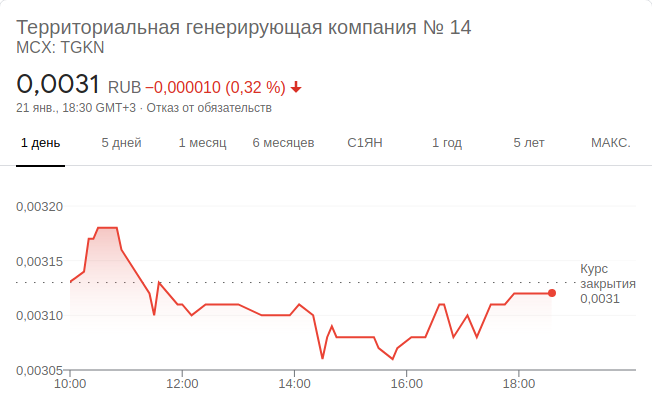 Территориальная генерирующая компания № 14
MCX: TGKN
0,0031 RUB −0,000010 (0,32 %)
21 янв., 18:30 GMT+3 · Отказ от обязательств
1 день 5 дней 1 месяц 6 месяцев С1ЯН 1 год 5 лет МАКС.
0,00320
0,00315
0,00310
0,00305
Курс
закрытия
0,0031
10:00 12:00 14:00 16:00 18:00